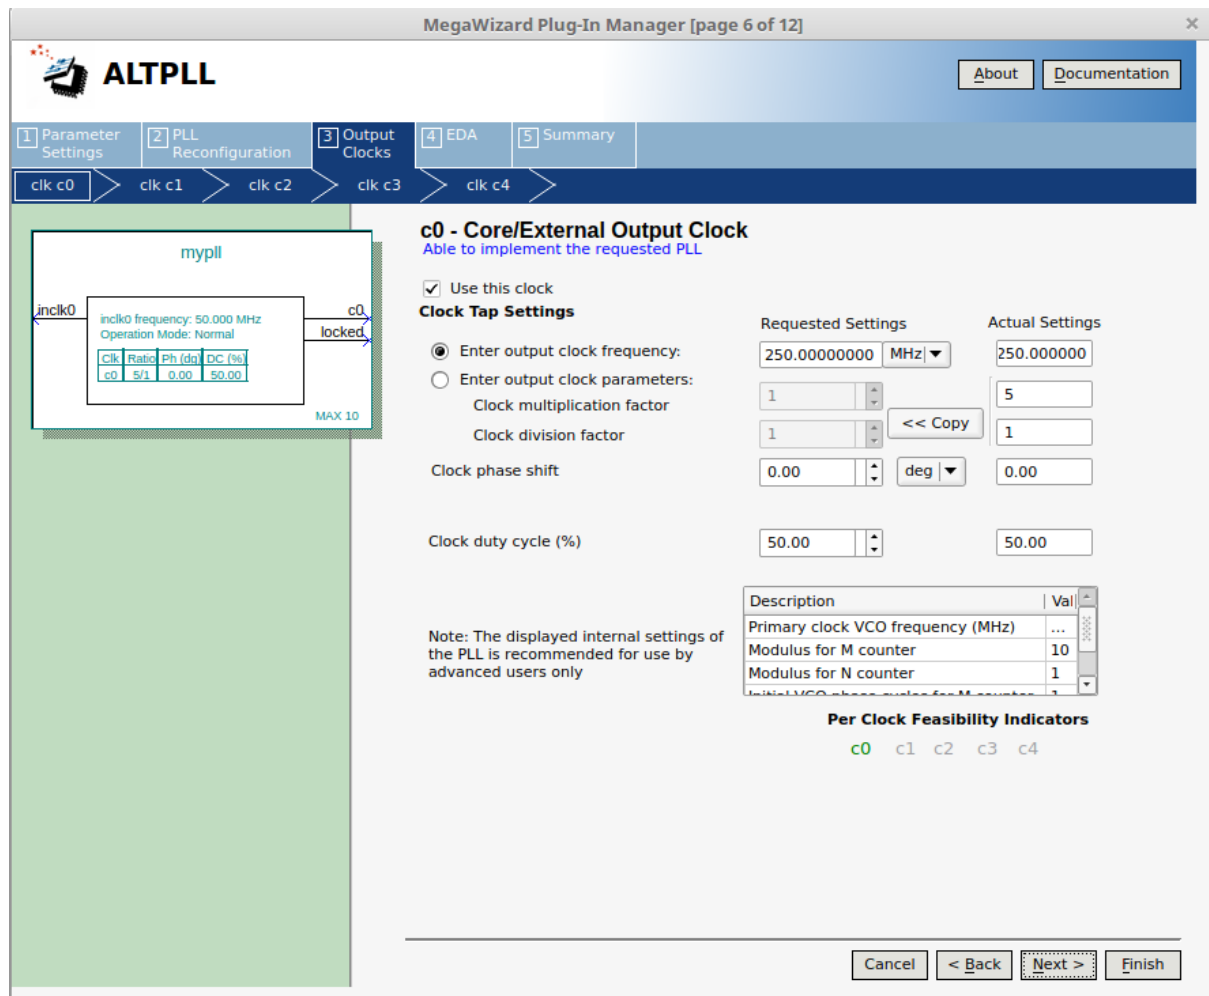 MegaWizard Plug-In Manager [page 6 of 12]
ALTPLL
About
Documentation
1 Parameter Settings
2 PLL Reconfiguration
3 Output Clocks
4 EDA
5 Summary
clk c0
clk c1
clk c2
clk c3
clk c4
mypll
inclk0
c0
locked
inclk0 frequency: 50.000 MHz
Operation Mode: Normal
Clk Ratio Ph (dg) DC (%)
c0 5/1 0.00 50.00
MAX 10
c0 - Core/External Output Clock
Able to implement the requested PLL
Use this clock
Clock Tap Settings
Requested Settings
Actual Settings
Enter output clock frequency:
250.00000000
MHz
250.000000
Enter output clock parameters:
Clock multiplication factor
1
5
<< Copy
Clock division factor
1
1
Clock phase shift
0.00
deg
0.00
Clock duty cycle (%)
50.00
50.00
Note: The displayed internal settings of
the PLL is recommended for use by
advanced users only
Description Val
Primary clock VCO frequency (MHz) ...
Modulus for M counter 10
Modulus for N counter 1
Initial VCO phase cycles for M counter 1
Per Clock Feasibility Indicators
c0 c1 c2 c3 c4
Cancel
< Back
Next >
Finish